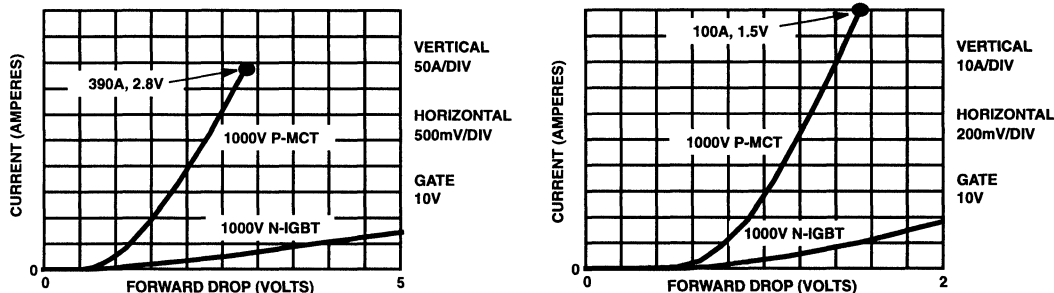 CURRENT (AMPERES)
390A, 2.8V
1000V P-MCT
1000V N-IGBT
0
0
5
FORWARD DROP (VOLTS)
VERTICAL
50A/DIV
HORIZONTAL
500mV/DIV
GATE
10V
CURRENT (AMPERES)
100A, 1.5V
1000V P-MCT
1000V N-IGBT
0
0
2
FORWARD DROP (VOLTS)
VERTICAL
10A/DIV
HORIZONTAL
200mV/DIV
GATE
10V